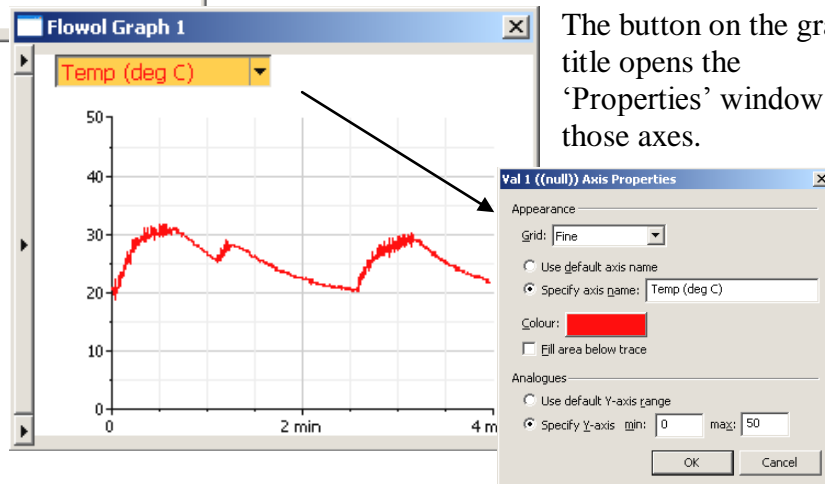 Flowol Graph 1
Temp (deg C)
50
40
30
20
10
0
0
2 min
4 m
The button on the gra
title opens the
‘Properties’ window
those axes.
Val 1 ((null)) Axis Properties
Appearance
Grid: Fine
Use default axis name
Specify axis name: Temp (deg C)
Colour:
Fill area below trace
Analogues
Use default Y-axis range
Specify Y-axis min: 0 max: 50
OK Cancel